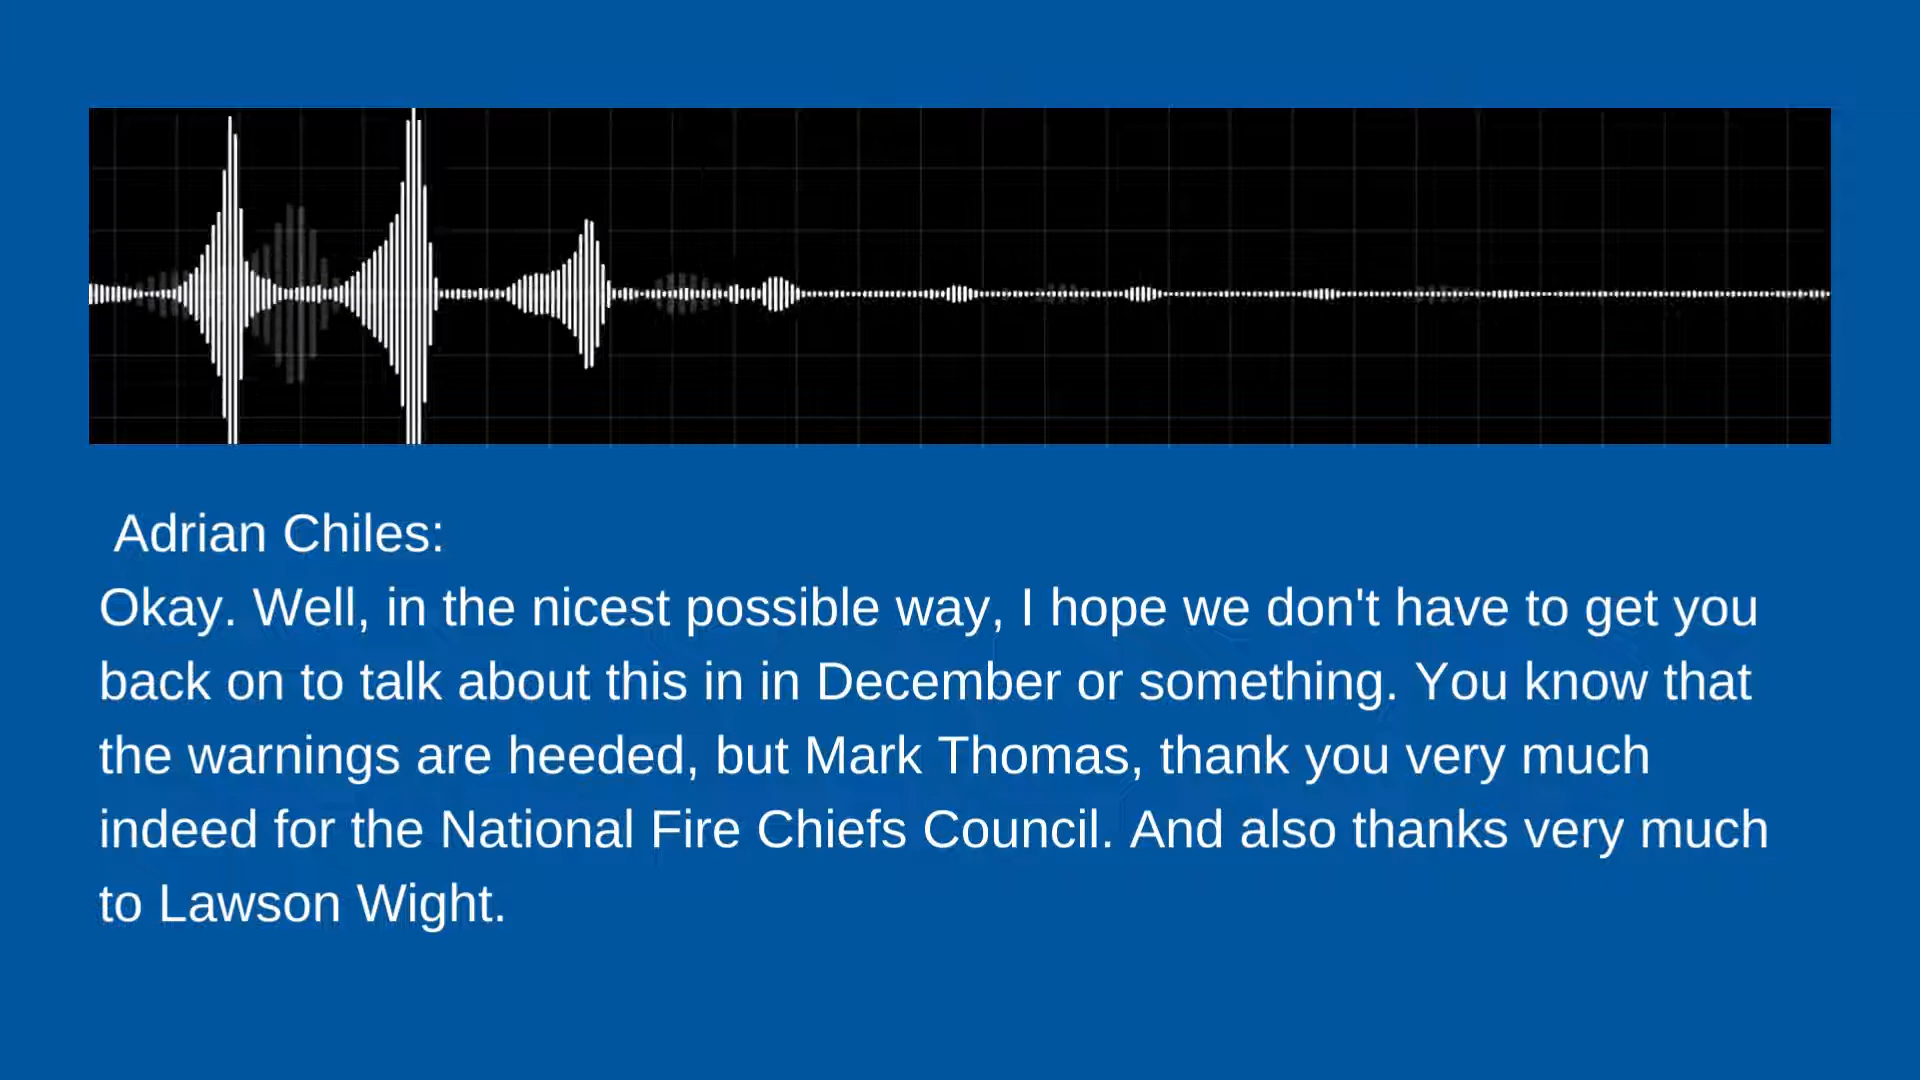 Adrian Chiles:
Okay. Well, in the nicest possible way, I hope we don't have to get you
back on to talk about this in in December or something. You know that
the warnings are heeded, but Mark Thomas, thank you very much
indeed for the National Fire Chiefs Council. And also thanks very much
to Lawson Wight.